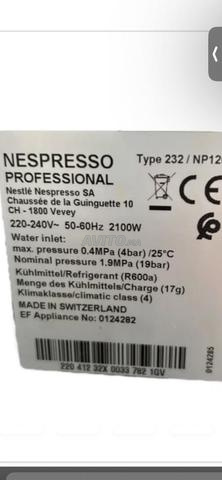 NESPRESSO Type 232 / NP12
PROFESSIONAL
Nestlé Nespresso SA
Chaussée de la Guinguette 10
CH - 1800 Vevey
CE
220-240V~ 50-60Hz 2100W
Water inlet:
max. pressure 0.4MPa (4bar) /25°C
Nominal pressure 1.9MPa (19bar)
Kühlmittel/Refrigerant (R600a)
Menge des Kühlmittels/Charge (17g)
Klimaklasse/climatic class (4)
MADE IN SWITZERLAND
EF Appliance No: 0124282
220 412 32X 0033 782 1GV
0124285